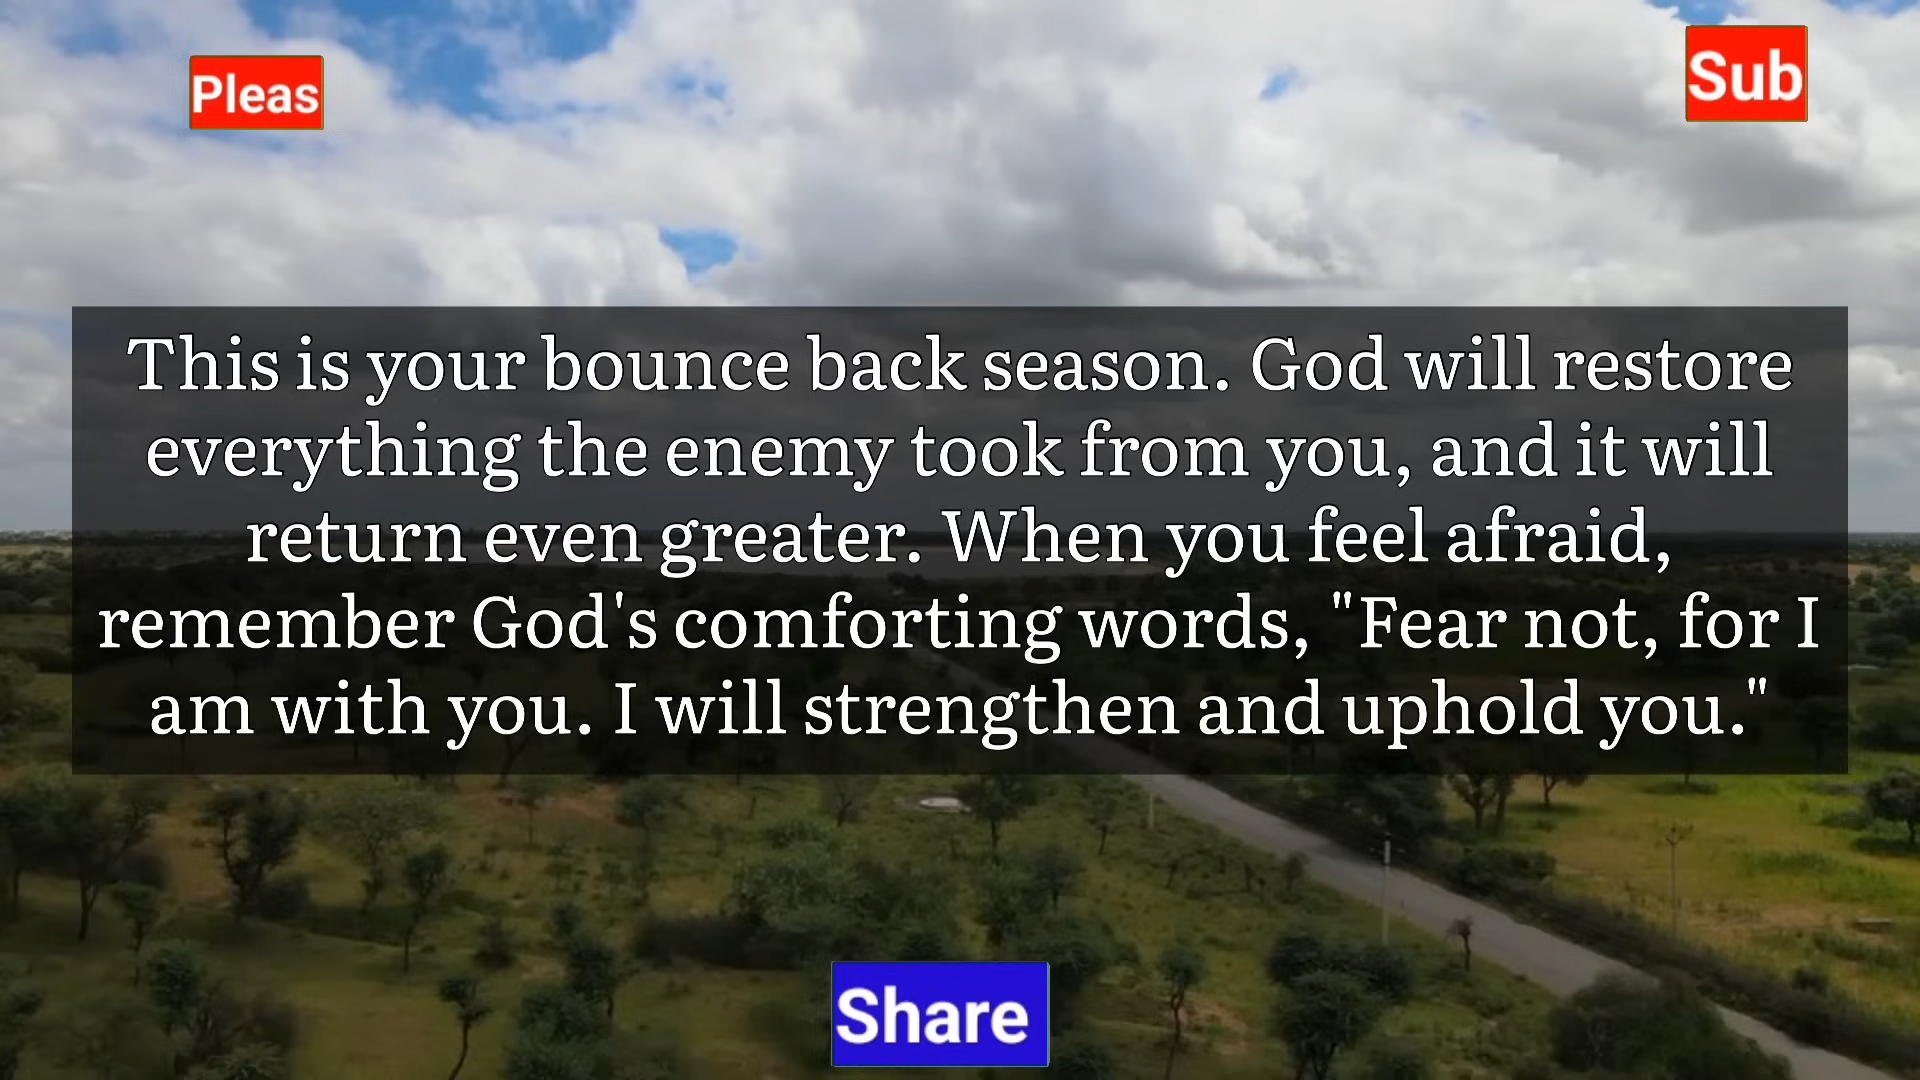 Pleas
Sub
This is your bounce back season. God will restore
everything the enemy took from you, and it will
return even greater. When you feel afraid,
remember God's comforting words, "Fear not, for I
am with you. I will strengthen and uphold you."
Share